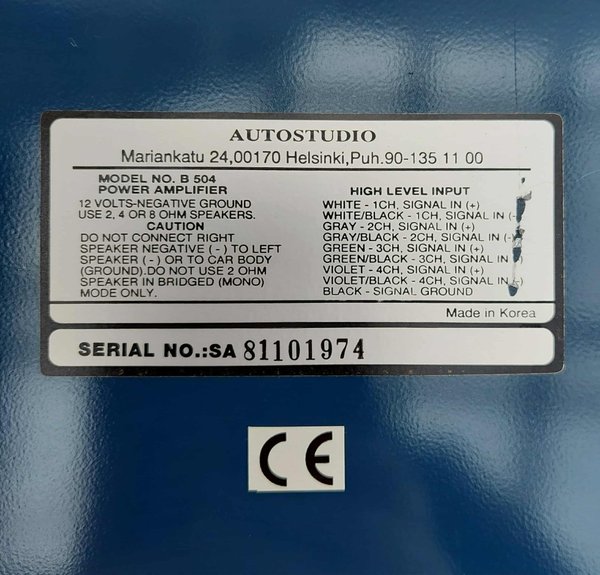 AUTOSTUDIO
Mariankatu 24,00170 Helsinki,Puh.90-135 11 00
MODEL NO. B 504
POWER AMPLIFIER
12 VOLTS-NEGATIVE GROUND
USE 2, 4 OR 8 OHM SPEAKERS.
CAUTION
DO NOT CONNECT RIGHT
SPEAKER NEGATIVE (-) TO LEFT
SPEAKER (-) OR TO CAR BODY
(GROUND).DO NOT USE 2 OHM
SPEAKER IN BRIDGED (MONO)
MODE ONLY.
HIGH LEVEL INPUT
WHITE - 1CH, SIGNAL IN (+)
WHITE/BLACK - 1CH, SIGNAL IN (-)
GRAY - 2CH, SIGNAL IN (+)
GRAY/BLACK - 2CH, SIGNAL IN (-)
GREEN - 3CH, SIGNAL IN (+)
GREEN/BLACK - 3CH, SIGNAL IN (-)
VIOLET - 4CH, SIGNAL IN (+)
VIOLET/BLACK - 4CH, SIGNAL IN (-)
BLACK - SIGNAL GROUND
Made in Korea
SERIAL NO.:SA 81101974
CE